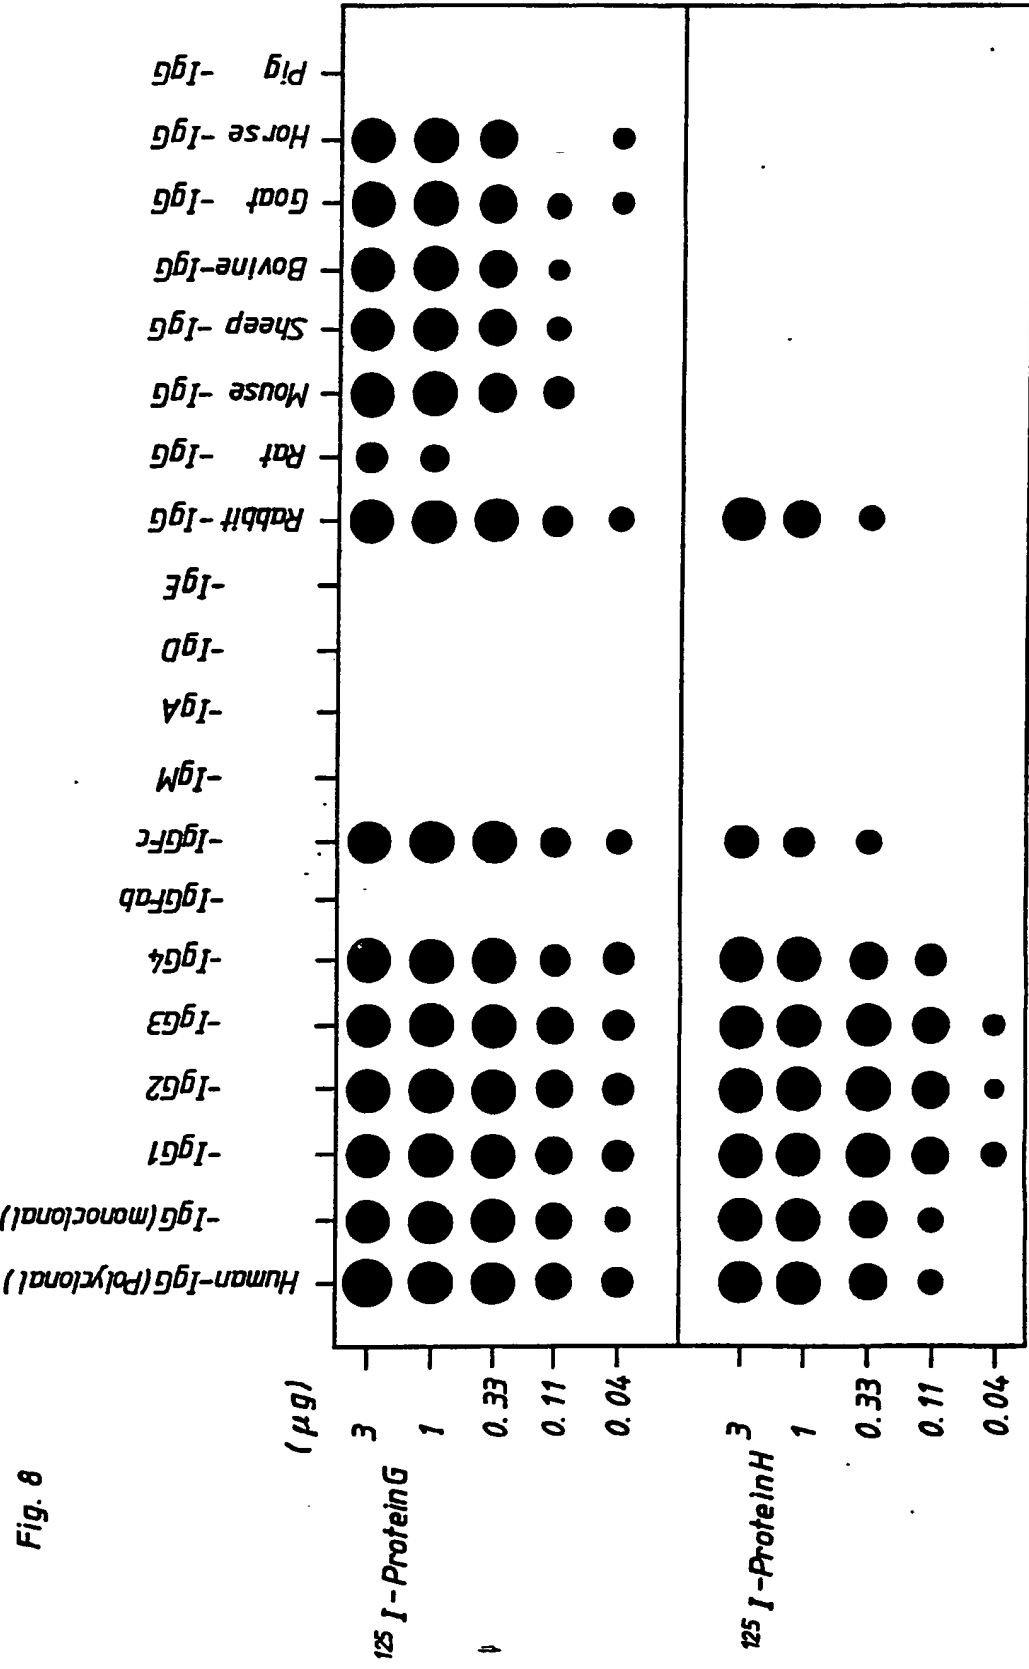 Fig. 8
Human-IgG(Polyclonal)
-IgG(monoclonal)
-IgG1
-IgG2
-IgG3
-IgG4
-IgGFab
-IgGFc
-IgM
-IgA
-IgD
-IgE
Rabbit-IgG
Rat -IgG
Mouse -IgG
Sheep -IgG
Bovine-IgG
Goat -IgG
Horse -IgG
Pig -IgG
(µg)
3
1
0.33
0.11
0.04
125 I-ProteinG
3
1
0.33
0.11
0.04
125 I-ProteinH